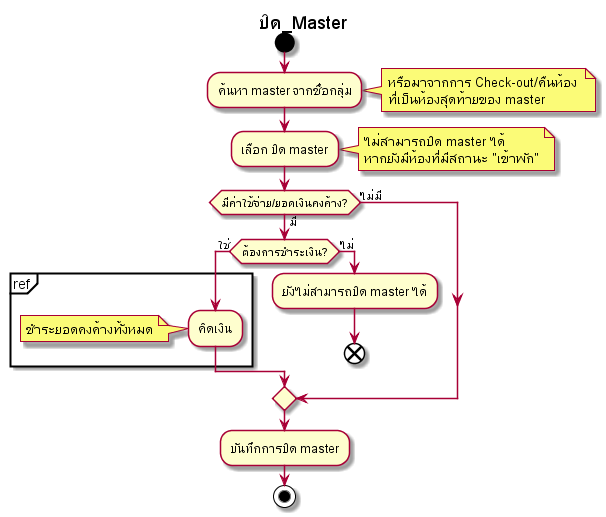 ปิด_Master
ค้นหา master จากชื่อกลุ่ม
หรือมาจากการ Check-out/คืนห้อง
ที่เป็นห้องสุดท้ายของ master
เลือก ปิด master
ไม่สามารถปิด master ได้
หากยังมีห้องที่มีสถานะ "เข้าพัก"
มีค่าใช้จ่าย/ยอดเงินคงค้าง?
ไม่มี
มี
ใช่
ต้องการชำระเงิน?
ไม่
ref
ยังไม่สามารถปิด master ได้
ชำระยอดคงค้างทั้งหมด
คิดเงิน
บันทึกการปิด master